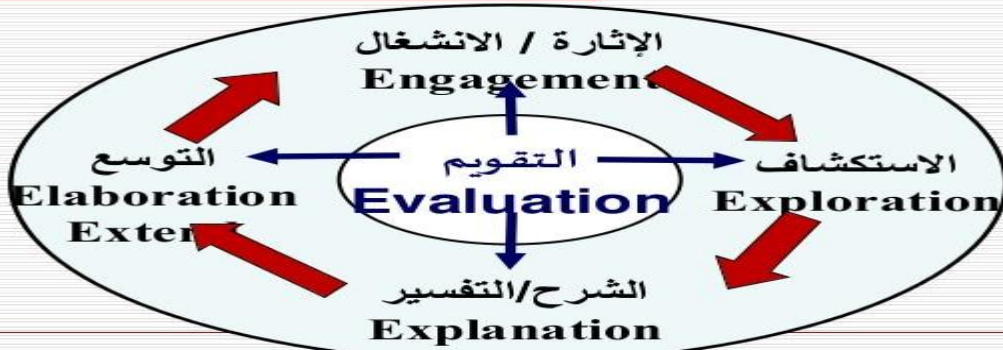 الإثارة / الانشغال
Engagement
التوسع
Elaboration
التقويم
Evaluation
الاستكشاف
Exploration
الشرح/التفسير
Explanation